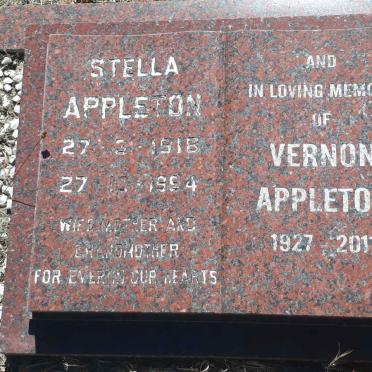 STELLA
APPLETON
27
27 1994
WIFE MOTHER AND
GRANDMOTHER
FOR EVER IN OUR HEARTS
AND
IN LOVING MEMO
OF
VERNON
APPLETO
1927 - 201